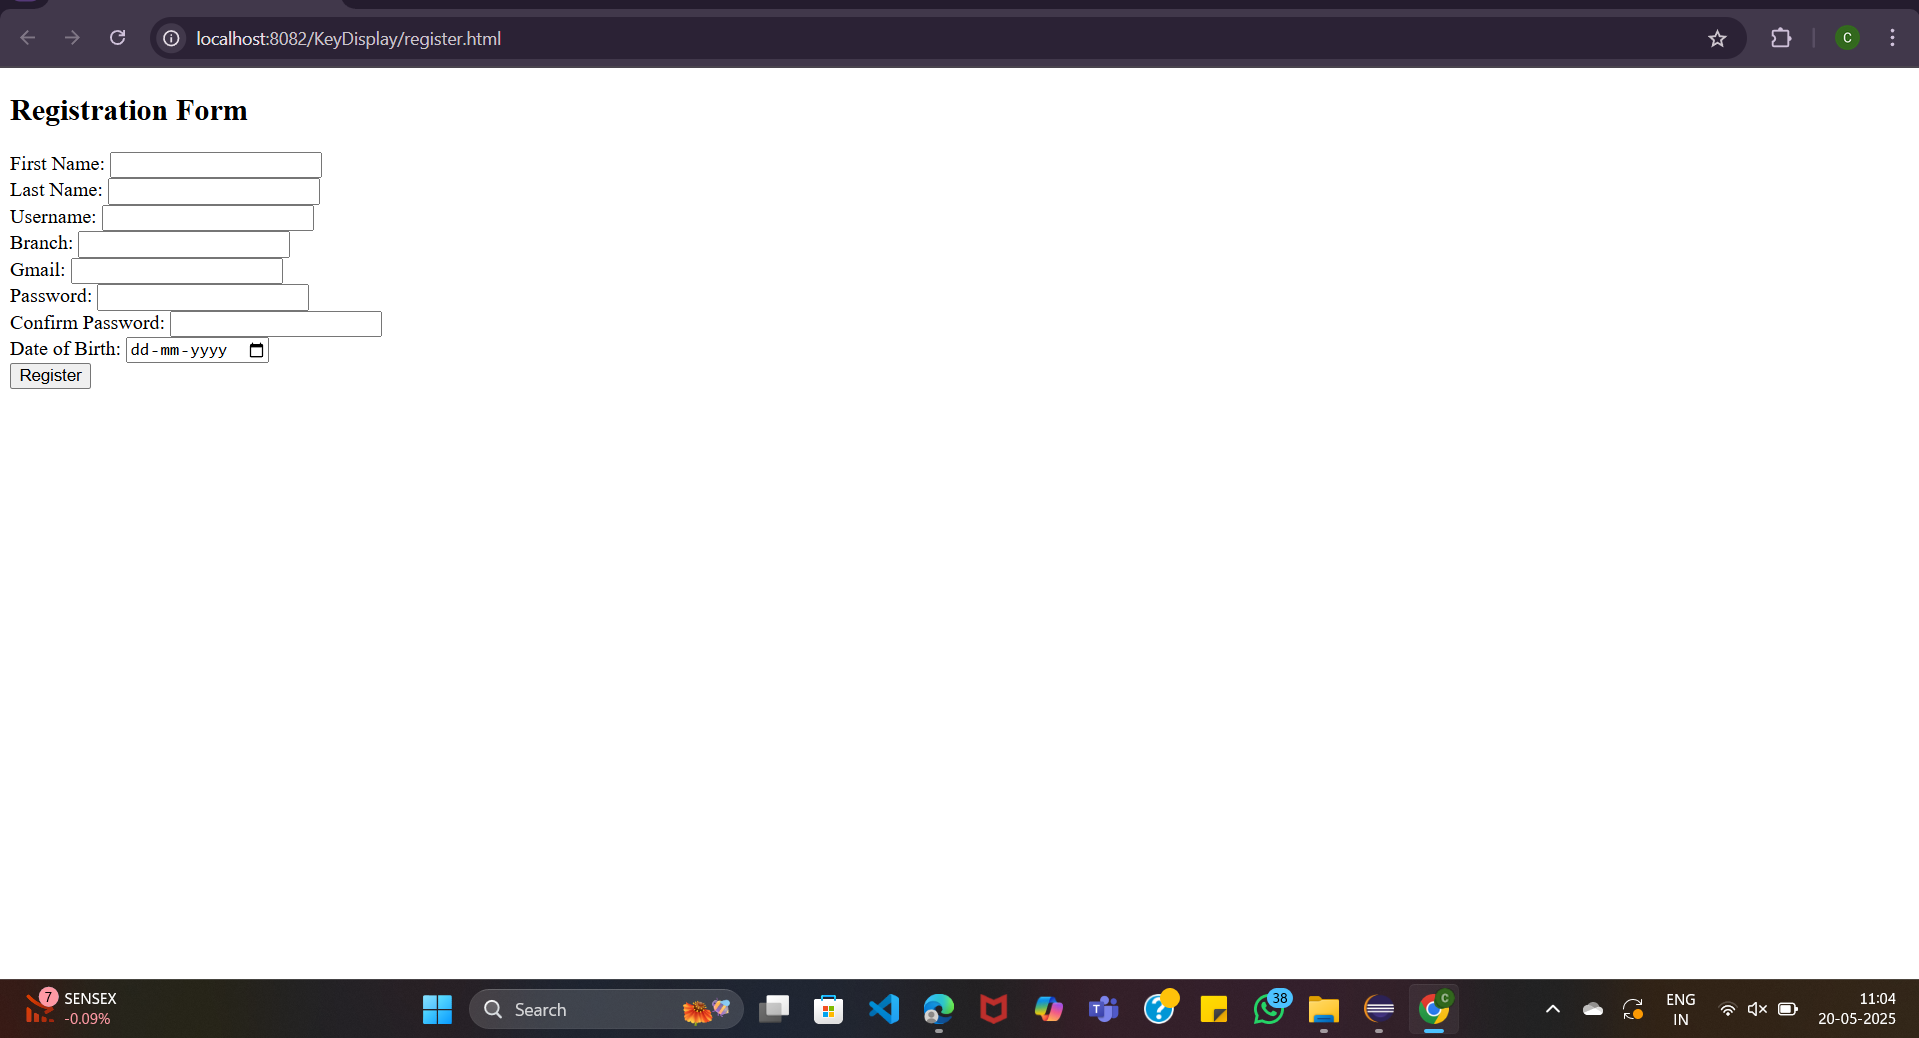 localhost:8082/KeyDisplay/register.html
C
Registration Form
First Name:
Last Name:
Username:
Branch:
Gmail:
Password:
Confirm Password:
Date of Birth: dd-mm-yyyy
Register
7
SENSEX
-0.09%
Search
T
?
38
C
ENG
IN
11:04
20-05-2025